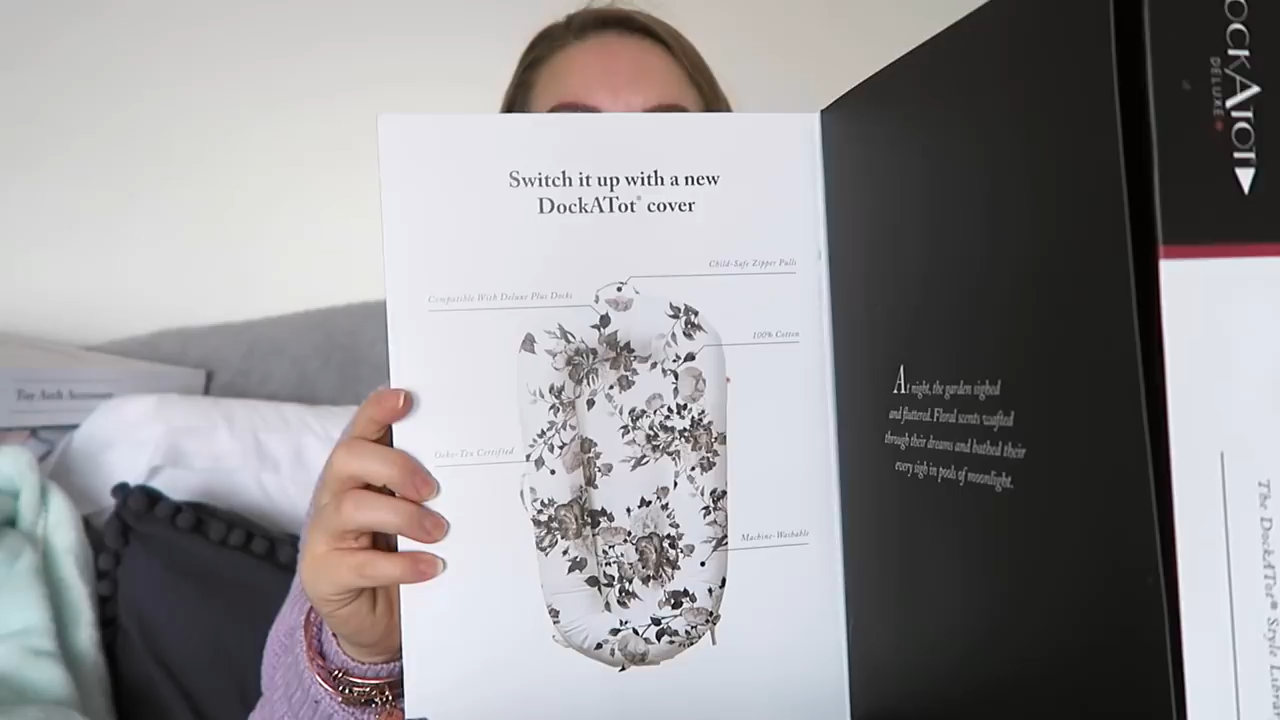 Switch it up with a new
DockATot® cover
Child-Safe Zipper Pulls
Compatible With Deluxe Plus Docks
100% Cotton
Oeko-Tex Certified
Machine-Washable
At night, the garden sighed
and fluttered. Floral scents wafted
through their dreams and bathed their
every sigh in pools of moonlight.
DOCKATOT
DELUXE+
The DockATot® Style Librar